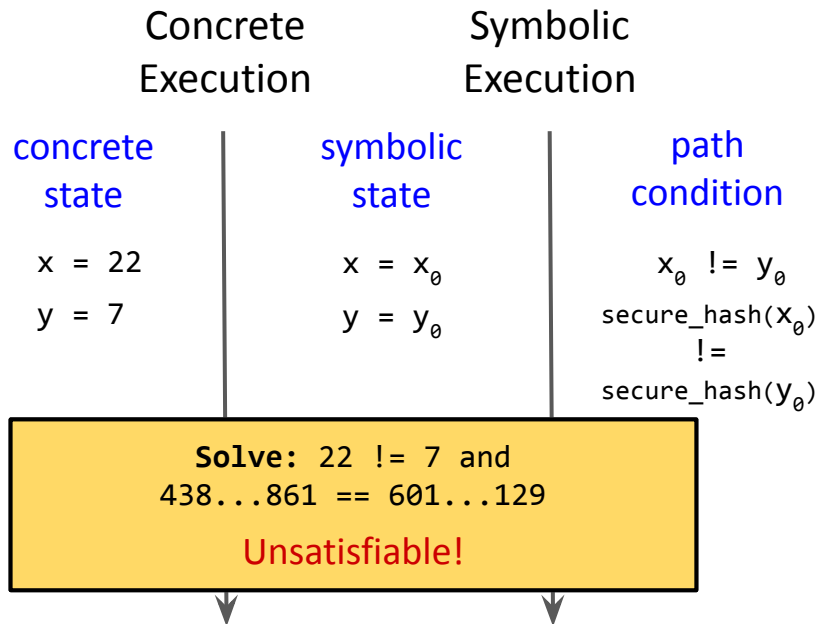 Concrete Execution
Symbolic Execution
concrete state
symbolic state
path condition
x = 22
y = 7
x = x₀
y = y₀
x₀ != y₀
secure_hash(x₀)
!=
secure_hash(y₀)
Solve: 22 != 7 and
438...861 == 601...129
Unsatisfiable!